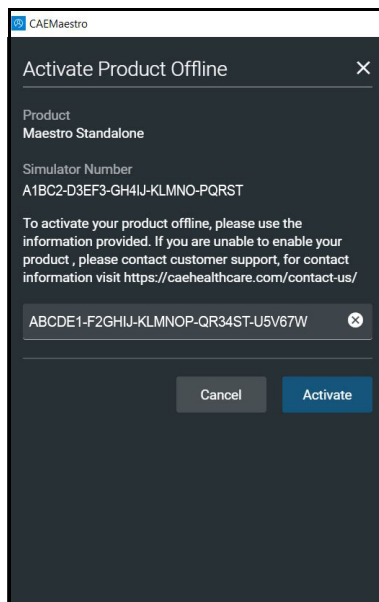 CAEMaestro
Activate Product Offline
Product
Maestro Standalone
Simulator Number
A1BC2-D3EF3-GH4IJ-KLMNO-PQRST
To activate your product offline, please use the
information provided. If you are unable to enable your
product , please contact customer support, for contact
information visit https://caehealthcare.com/contact-us/
ABCDE1-F2GHIJ-KLMNOP-QR34ST-U5V67W
Cancel
Activate